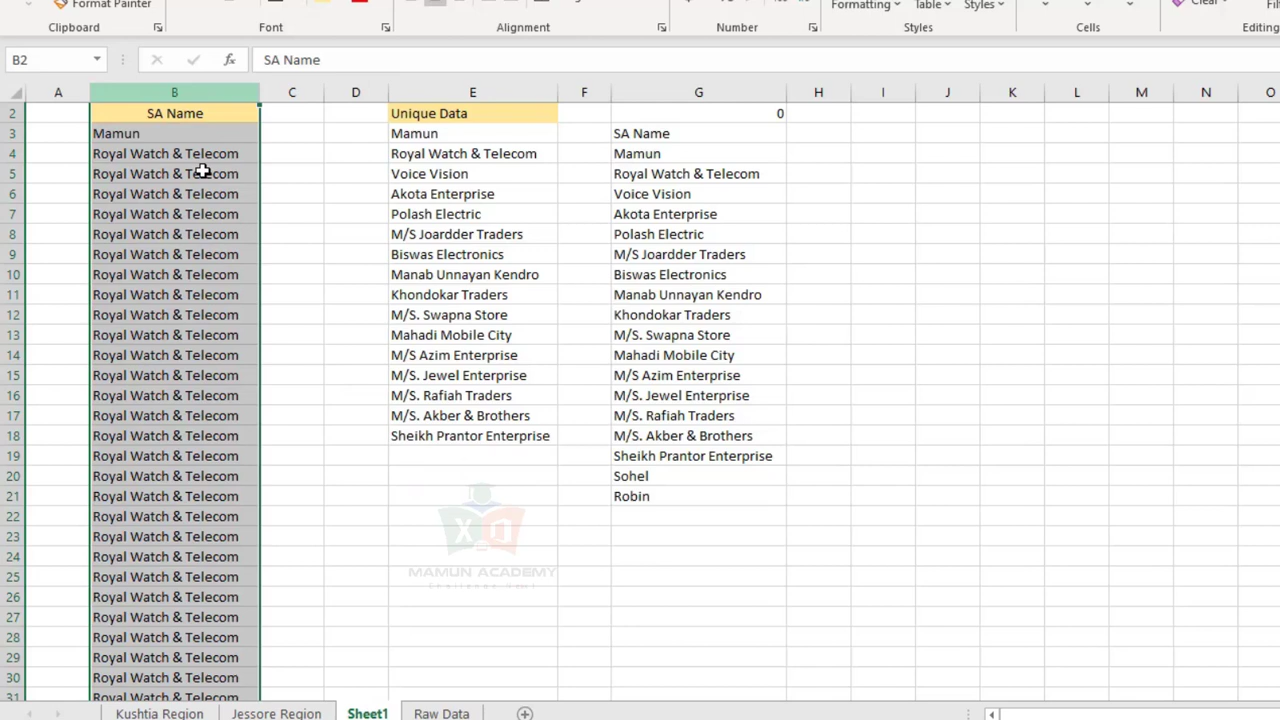 Format Painter
Formatting Table Styles Clear
Clipboard Font Alignment Number Styles Cells Editing
B2 fx SA Name
A B C D E F G H I J K L M N O
2 SA Name Unique Data 0
3 Mamun Mamun SA Name
4 Royal Watch & Telecom Royal Watch & Telecom Mamun
5 Royal Watch & Telecom Voice Vision Royal Watch & Telecom
6 Royal Watch & Telecom Akota Enterprise Voice Vision
7 Royal Watch & Telecom Polash Electric Akota Enterprise
8 Royal Watch & Telecom M/S Joardder Traders Polash Electric
9 Royal Watch & Telecom Biswas Electronics M/S Joardder Traders
10 Royal Watch & Telecom Manab Unnayan Kendro Biswas Electronics
11 Royal Watch & Telecom Khondokar Traders Manab Unnayan Kendro
12 Royal Watch & Telecom M/S. Swapna Store Khondokar Traders
13 Royal Watch & Telecom Mahadi Mobile City M/S. Swapna Store
14 Royal Watch & Telecom M/S Azim Enterprise Mahadi Mobile City
15 Royal Watch & Telecom M/S. Jewel Enterprise M/S Azim Enterprise
16 Royal Watch & Telecom M/S. Rafiah Traders M/S. Jewel Enterprise
17 Royal Watch & Telecom M/S. Akber & Brothers M/S. Rafiah Traders
18 Royal Watch & Telecom Sheikh Prantor Enterprise M/S. Akber & Brothers
19 Royal Watch & Telecom Sheikh Prantor Enterprise
20 Royal Watch & Telecom Sohel
21 Royal Watch & Telecom Robin
22 Royal Watch & Telecom
23 Royal Watch & Telecom
24 Royal Watch & Telecom
25 Royal Watch & Telecom
26 Royal Watch & Telecom
27 Royal Watch & Telecom
28 Royal Watch & Telecom
29 Royal Watch & Telecom
30 Royal Watch & Telecom
31 Royal Watch & Telecom
MAMUN ACADEMY
Kushtia Region Jessore Region Sheet1 Raw Data